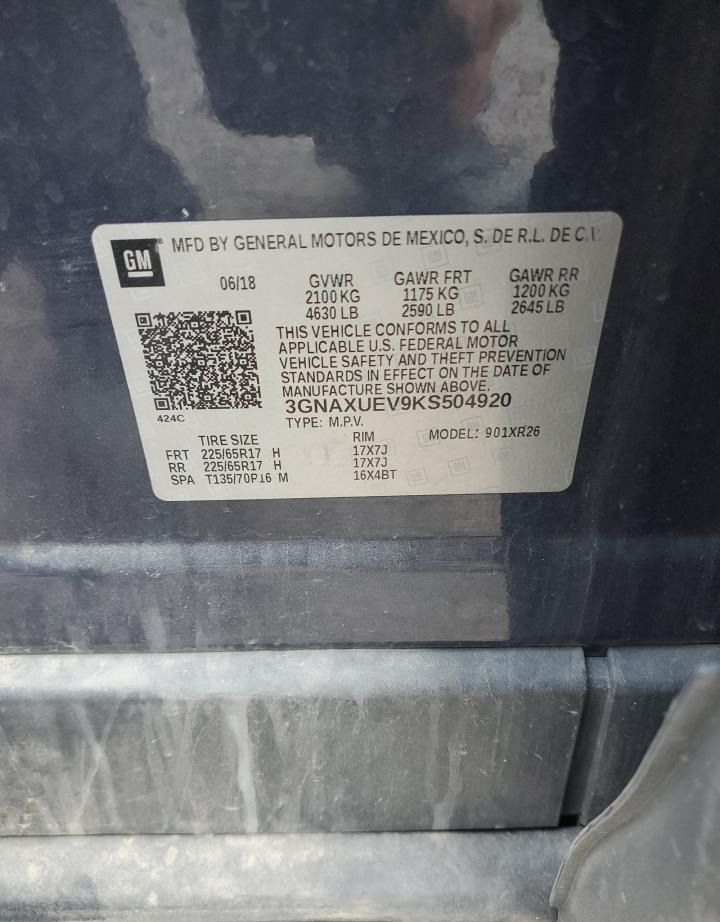 GM ® MFD BY GENERAL MOTORS DE MEXICO, S. DE R.L. DE C.V.
06/18 GVWR GAWR FRT GAWR RR
2100 KG 1175 KG 1200 KG
4630 LB 2590 LB 2645 LB
THIS VEHICLE CONFORMS TO ALL
APPLICABLE U.S. FEDERAL MOTOR
VEHICLE SAFETY AND THEFT PREVENTION
STANDARDS IN EFFECT ON THE DATE OF
MANUFACTURE SHOWN ABOVE.
3GNAXUEV9KS504920
424C
TYPE: M.P.V. MODEL: 901XR26
TIRE SIZE RIM
FRT 225/65R17 H 17X7J
RR 225/65R17 H 17X7J
SPA T135/70R16 M 16X4BT